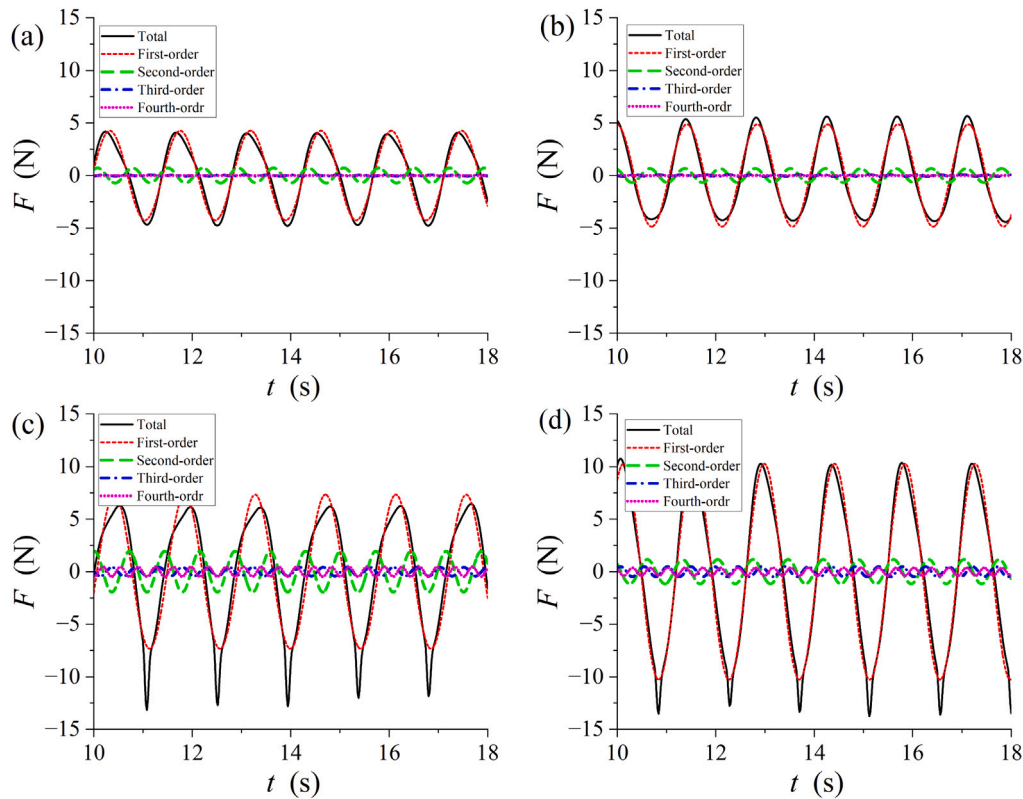 (a)
15
10
5
0
−5
−10
−15
F (N)
Total
First-order
Second-order
Third-order
Fourth-ordr
10 12 14 16 18
t (s)
(b)
15
10
5
0
−5
−10
−15
F (N)
Total
First-order
Second-order
Third-order
Fourth-ordr
10 12 14 16 18
t (s)
(c)
15
10
5
0
−5
−10
−15
F (N)
Total
First-order
Second-order
Third-order
Fourth-ordr
10 12 14 16 18
t (s)
(d)
15
10
5
0
−5
−10
−15
F (N)
Total
First-order
Second-order
Third-order
Fourth-ordr
10 12 14 16 18
t (s)